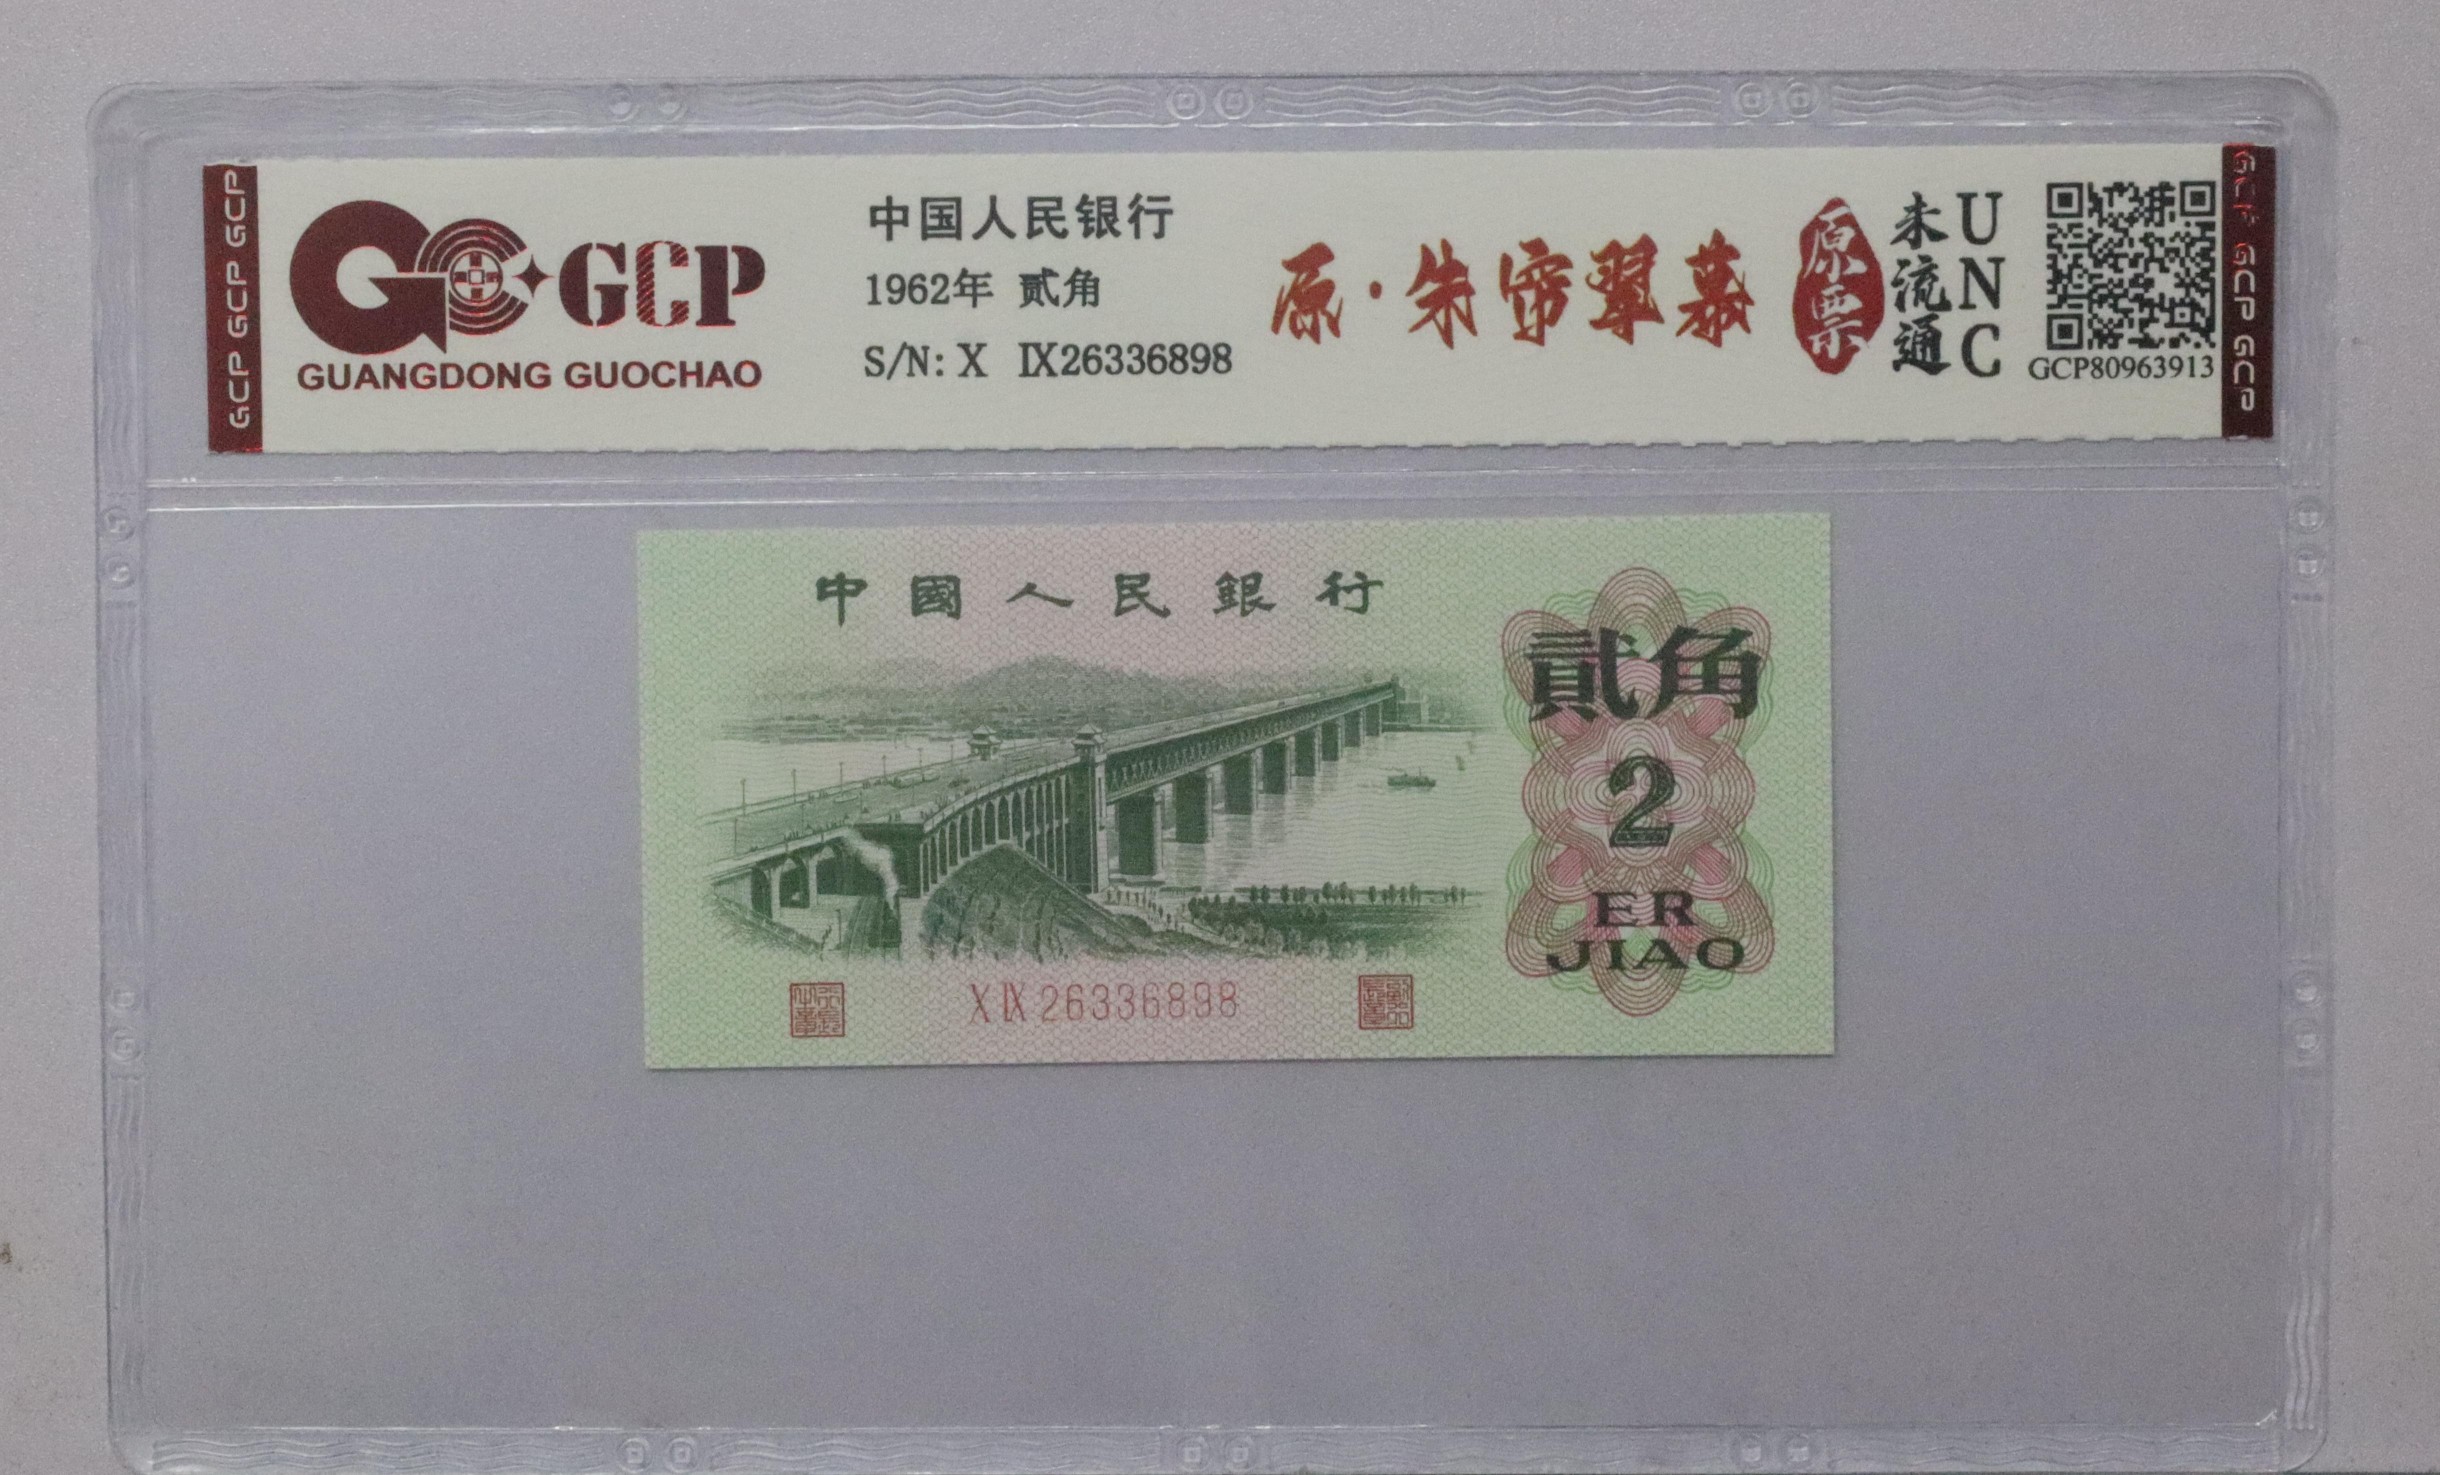 GCP GCP GCP
GCP
GUANGDONG GUOCHAO
中国人民银行
1962年 贰角
S/N: X Ⅸ26336898
原·朱帘翠幕
原票
未流通
UNC
GCP80963913
GCP GCP GCP
中國人民銀行
貳角
2
ER
JIAO
X Ⅸ 26336898